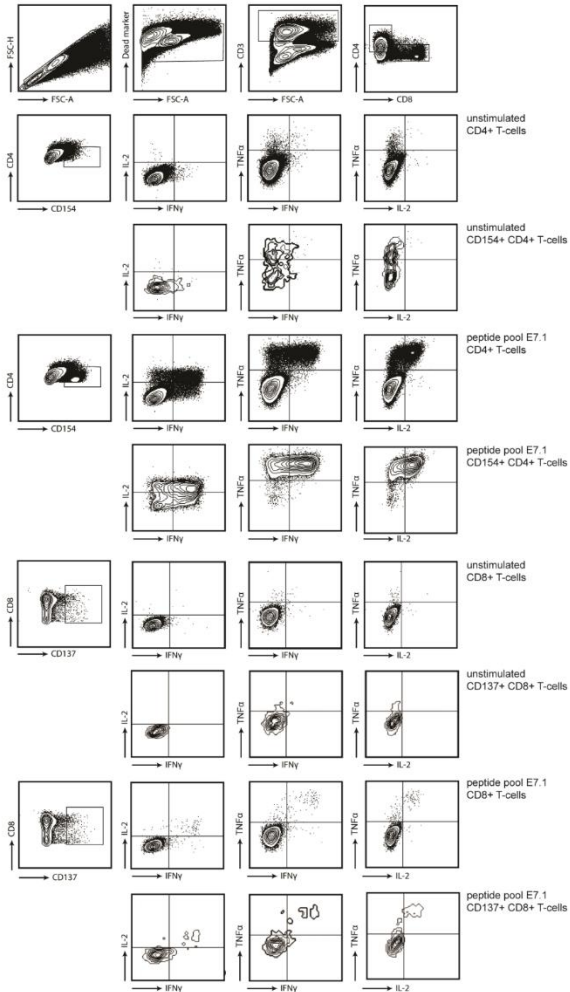 FSC-H
FSC-A
Dead marker
FSC-A
CD3
FSC-A
CD4
CD8
unstimulated
CD4+ T-cells
CD4
CD154
IL-2
IFNγ
TNFα
IFNγ
TNFα
IL-2
unstimulated
CD154+ CD4+ T-cells
IL-2
IFNγ
TNFα
IFNγ
TNFα
IL-2
peptide pool E7.1
CD4+ T-cells
CD4
CD154
IL-2
IFNγ
TNFα
IFNγ
TNFα
IL-2
peptide pool E7.1
CD154+ CD4+ T-cells
IL-2
IFNγ
TNFα
IFNγ
TNFα
IL-2
unstimulated
CD8+ T-cells
CD8
CD137
IL-2
IFNγ
TNFα
IFNγ
TNFα
IL-2
unstimulated
CD137+ CD8+ T-cells
IL-2
IFNγ
TNFα
IFNγ
TNFα
IL-2
peptide pool E7.1
CD8+ T-cells
CD8
CD137
IL-2
IFNγ
TNFα
IFNγ
TNFα
IL-2
peptide pool E7.1
CD137+ CD8+ T-cells
IL-2
IFNγ
TNFα
IFNγ
TNFα
IL-2